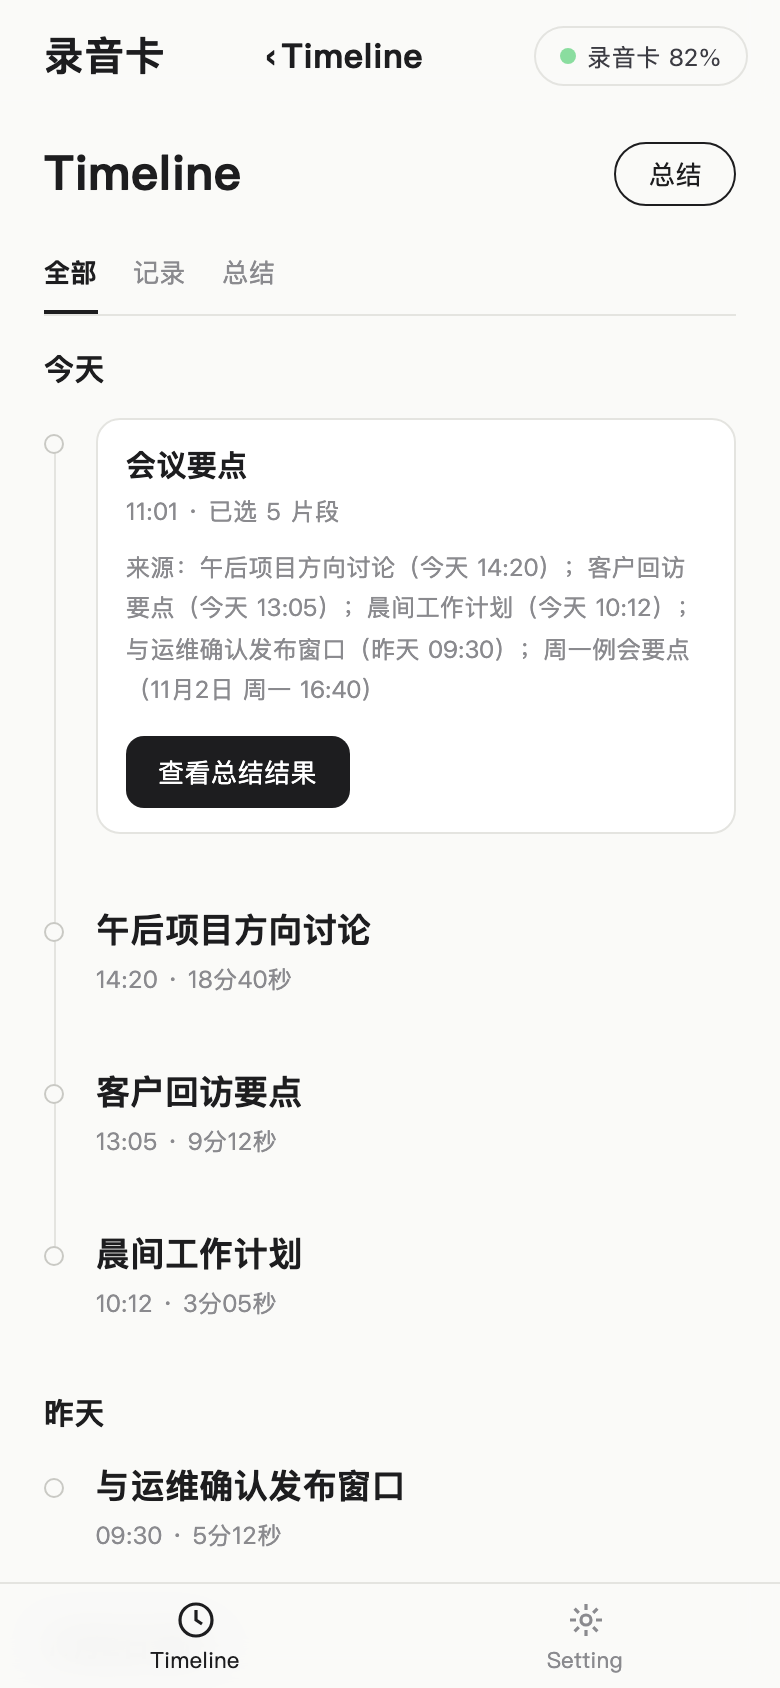 录音卡
‹ Timeline
录音卡 82%
Timeline
总结
全部 记录 总结
今天
会议要点
11:01 · 已选 5 片段
来源：午后项目方向讨论（今天 14:20）；客户回访
要点（今天 13:05）；晨间工作计划（今天 10:12）；
与运维确认发布窗口（昨天 09:30）；周一例会要点
（11月2日 周一 16:40）
查看总结结果
午后项目方向讨论
14:20 · 18分40秒
客户回访要点
13:05 · 9分12秒
晨间工作计划
10:12 · 3分05秒
昨天
与运维确认发布窗口
09:30 · 5分12秒
Timeline
Setting